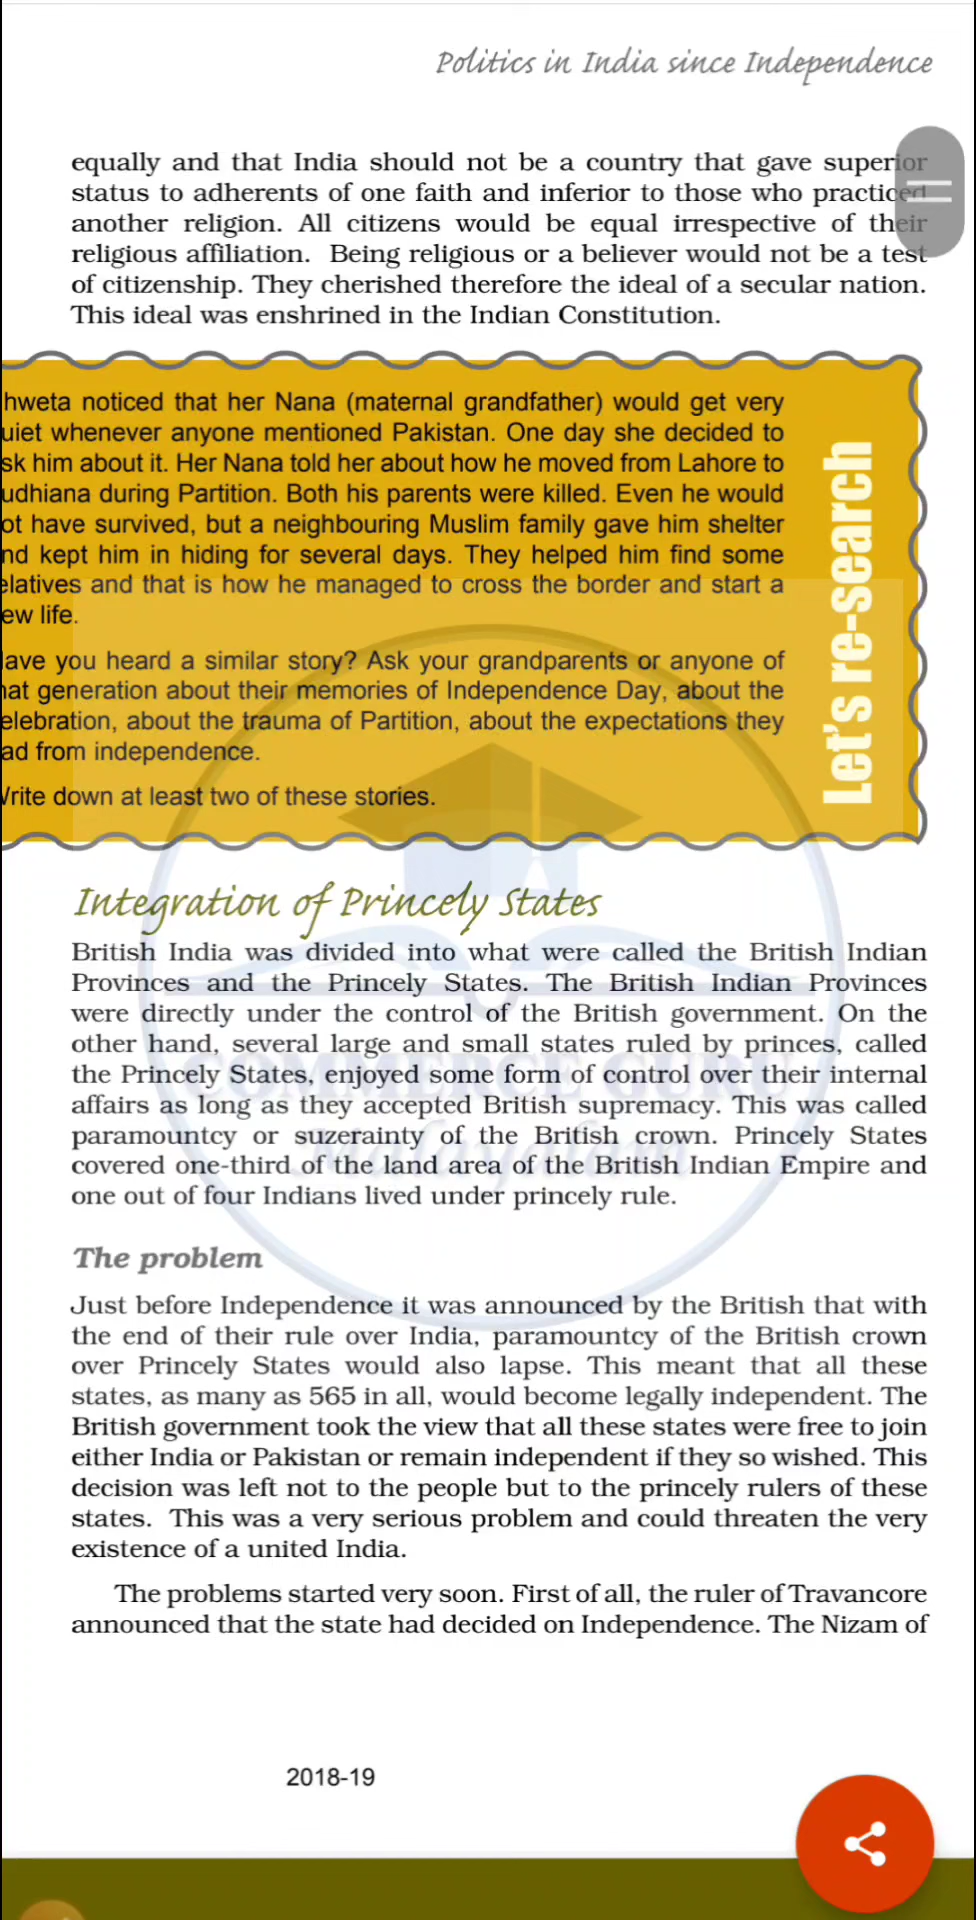 Politics in India since Independence
equally and that India should not be a country that gave superior
status to adherents of one faith and inferior to those who practiced
another religion. All citizens would be equal irrespective of their
religious affiliation. Being religious or a believer would not be a test
of citizenship. They cherished therefore the ideal of a secular nation.
This ideal was enshrined in the Indian Constitution.
hweta noticed that her Nana (maternal grandfather) would get very
uiet whenever anyone mentioned Pakistan. One day she decided to
sk him about it. Her Nana told her about how he moved from Lahore to
udhiana during Partition. Both his parents were killed. Even he would
ot have survived, but a neighbouring Muslim family gave him shelter
nd kept him in hiding for several days. They helped him find some
elatives and that is how he managed to cross the border and start a
ew life.
ave you heard a similar story? Ask your grandparents or anyone of
hat generation about their memories of Independence Day, about the
elebration, about the trauma of Partition, about the expectations they
ad from independence.
Write down at least two of these stories.
Let's re-search
Integration of Princely States
British India was divided into what were called the British Indian
Provinces and the Princely States. The British Indian Provinces
were directly under the control of the British government. On the
other hand, several large and small states ruled by princes, called
the Princely States, enjoyed some form of control over their internal
affairs as long as they accepted British supremacy. This was called
paramountcy or suzerainty of the British crown. Princely States
covered one-third of the land area of the British Indian Empire and
one out of four Indians lived under princely rule.
COMMERCE GURU
Malayalam
The problem
Just before Independence it was announced by the British that with
the end of their rule over India, paramountcy of the British crown
over Princely States would also lapse. This meant that all these
states, as many as 565 in all, would become legally independent. The
British government took the view that all these states were free to join
either India or Pakistan or remain independent if they so wished. This
decision was left not to the people but to the princely rulers of these
states. This was a very serious problem and could threaten the very
existence of a united India.
The problems started very soon. First of all, the ruler of Travancore
announced that the state had decided on Independence. The Nizam of
2018-19